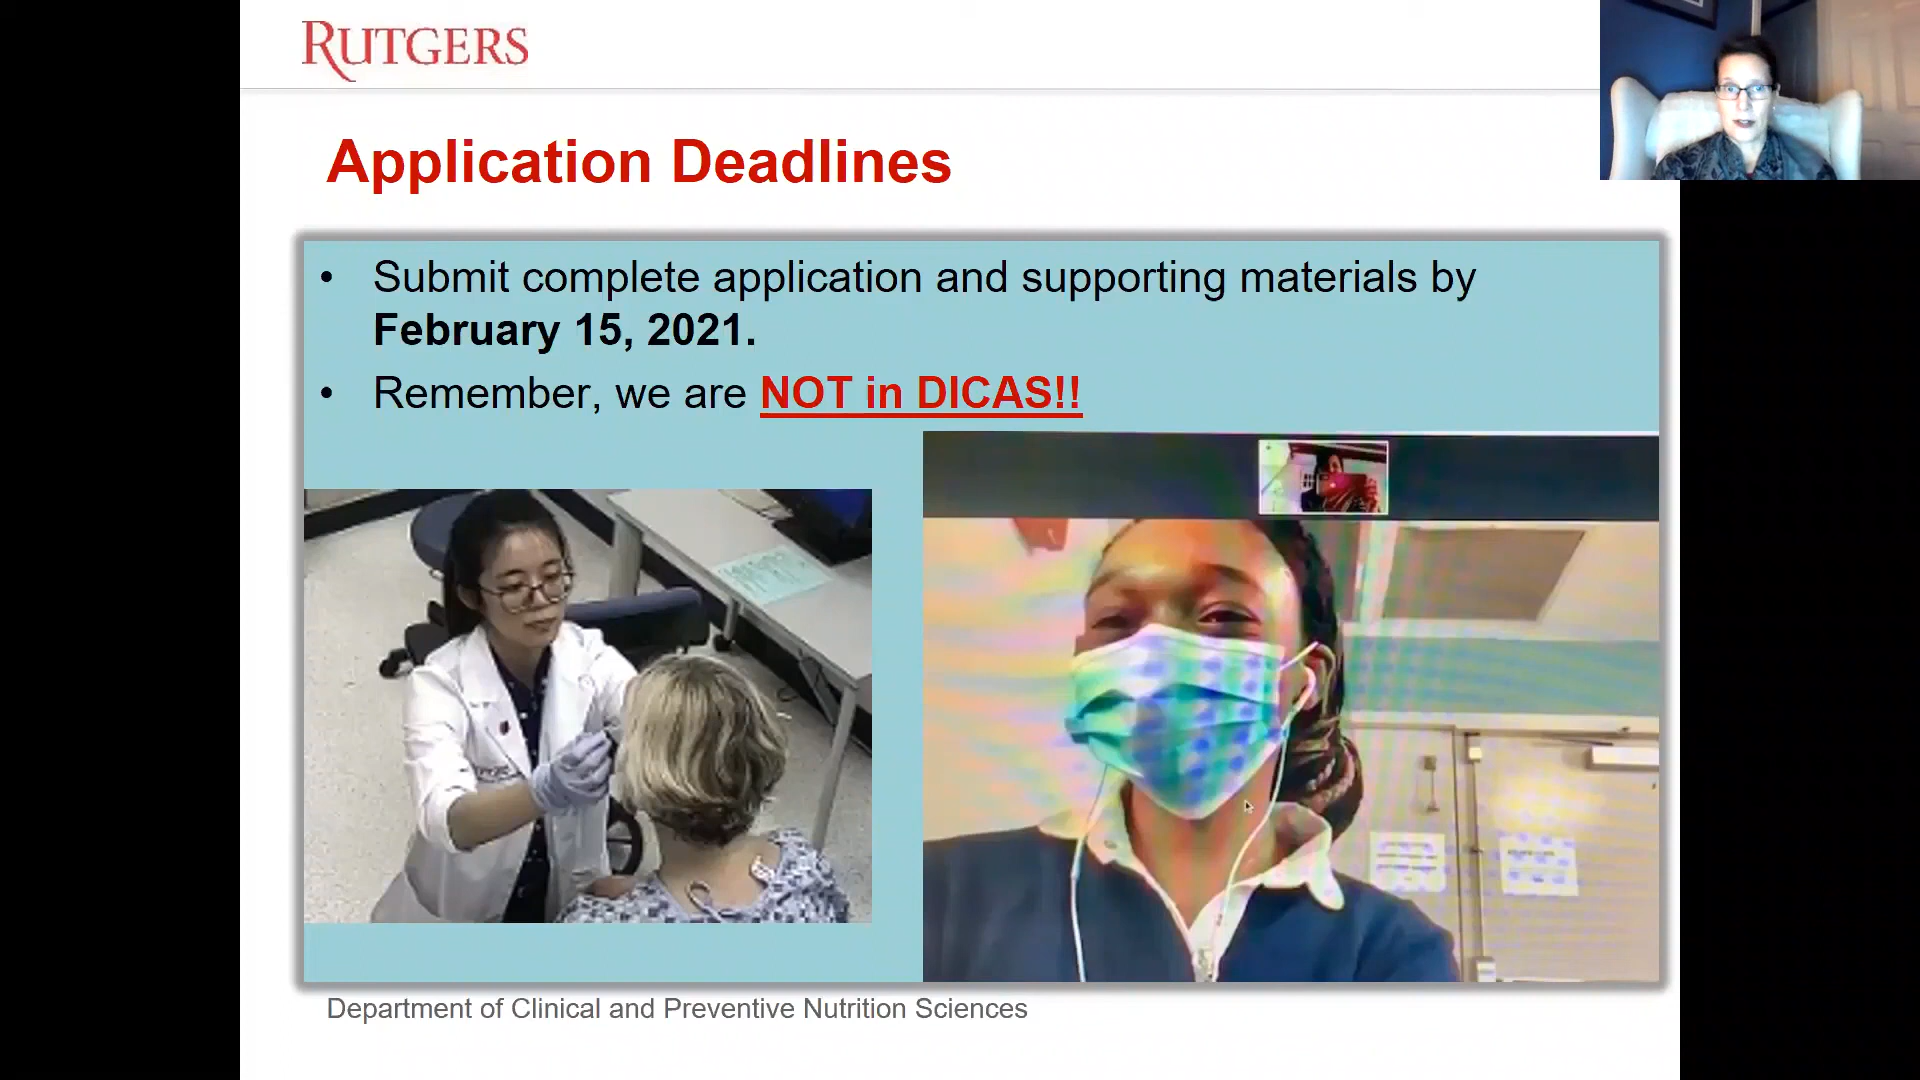 RUTGERS
Application Deadlines
• Submit complete application and supporting materials by
February 15, 2021.
• Remember, we are NOT in DICAS!!
Department of Clinical and Preventive Nutrition Sciences